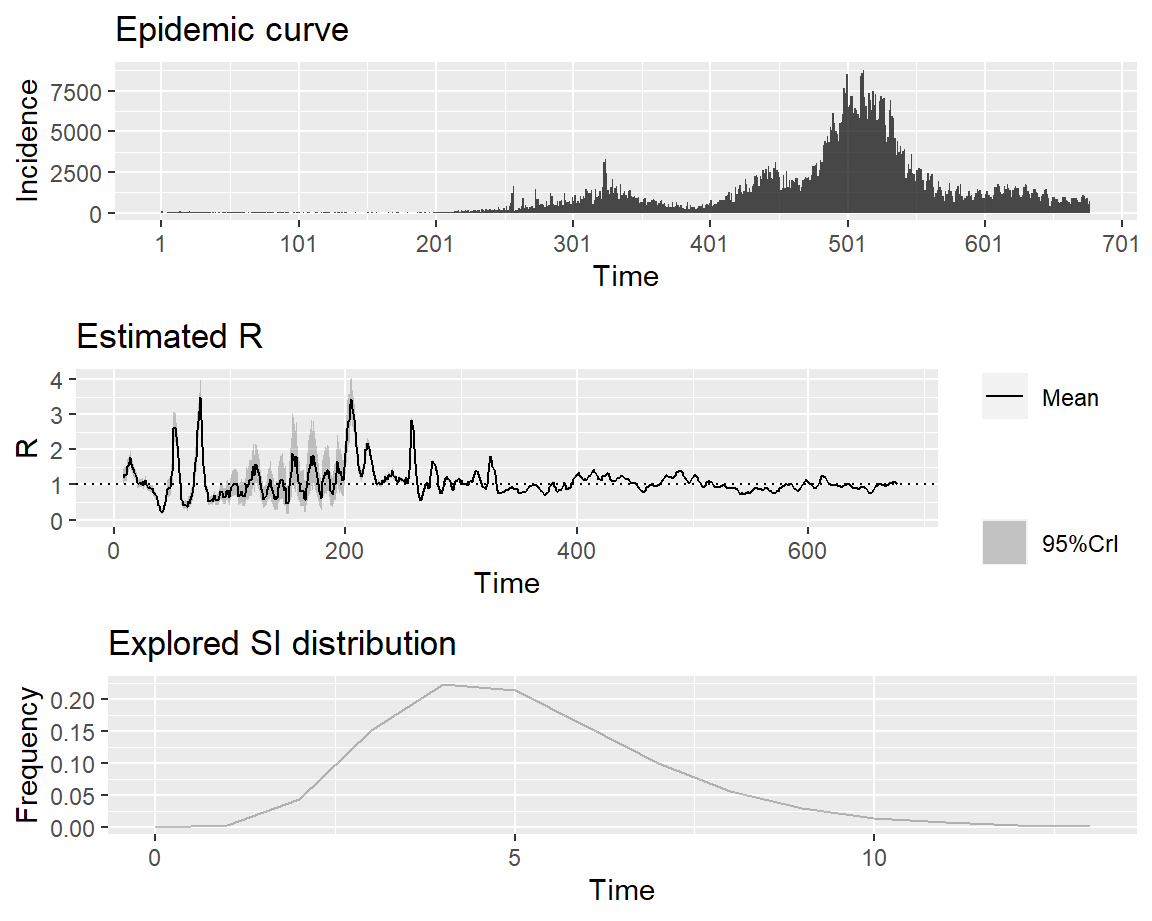 Epidemic curve
7500
5000
2500
0
Incidence
1 101 201 301 401 501 601 701
Time
Estimated R
4
3
2
1
0
R
0 200 400 600
Time
Mean
95%CrI
Explored SI distribution
0.20
0.15
0.10
0.05
0.00
Frequency
0 5 10
Time